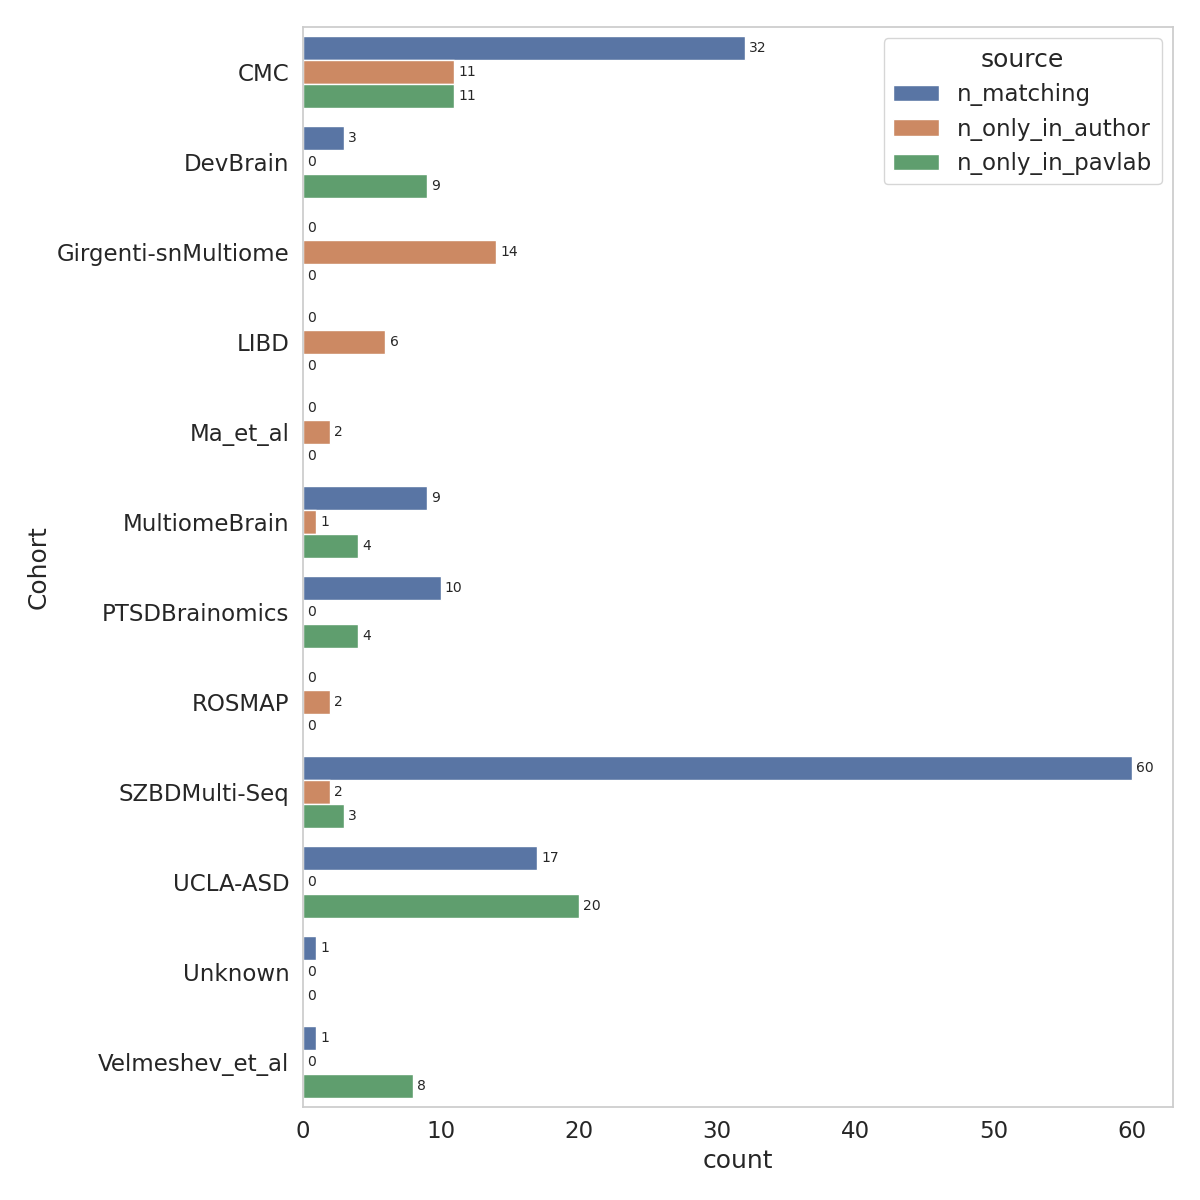 source
n_matching
n_only_in_author
n_only_in_pavlab
Cohort
CMC
32
11
11
DevBrain
3
0
9
Girgenti-snMultiome
0
14
0
LIBD
0
6
0
Ma_et_al
0
2
0
MultiomeBrain
9
1
4
PTSDBrainomics
10
0
4
ROSMAP
0
2
0
SZBDMulti-Seq
60
2
3
UCLA-ASD
17
0
20
Unknown
1
0
0
Velmeshev_et_al
1
0
8
0 10 20 30 40 50 60
count